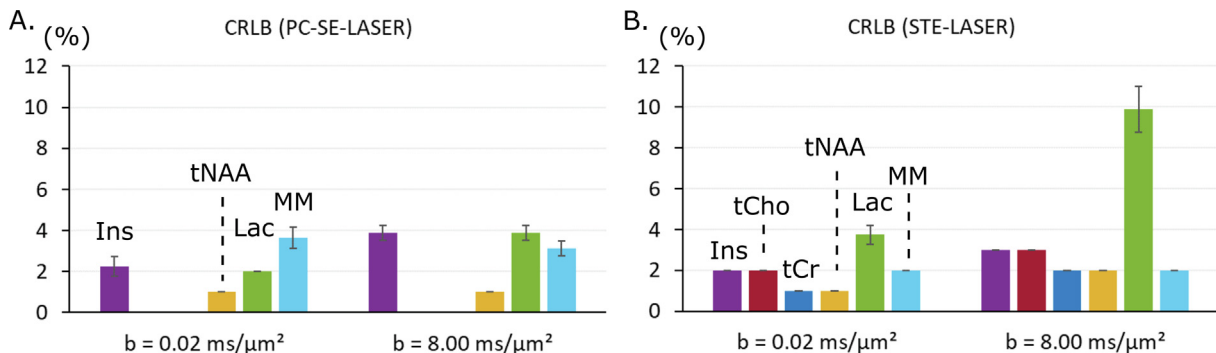 A.
(%)
CRLB (PC-SE-LASER)
12
10
8
6
4
2
0
Ins
tNAA
Lac
MM
b = 0.02 ms/μm²
b = 8.00 ms/μm²
B.
(%)
CRLB (STE-LASER)
12
10
8
6
4
2
0
Ins
tCho
tCr
tNAA
Lac
MM
b = 0.02 ms/μm²
b = 8.00 ms/μm²